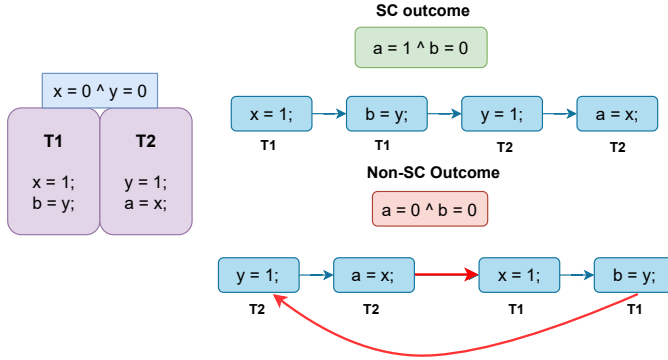 SC outcome
a = 1 ^ b = 0
x = 0 ^ y = 0
T1 T2
x = 1; y = 1;
b = y; a = x;
x = 1; b = y; y = 1; a = x;
T1 T1 T2 T2
Non-SC Outcome
a = 0 ^ b = 0
y = 1; a = x; x = 1; b = y;
T2 T2 T1 T1